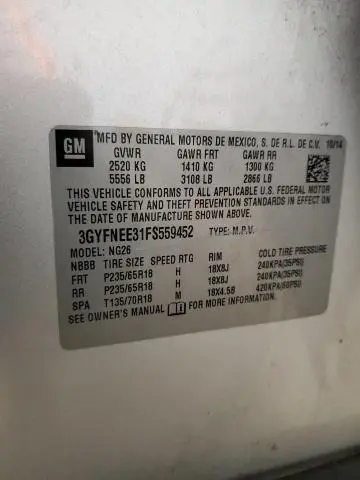 GM
MFD BY GENERAL MOTORS DE MEXICO, S. DE R.L. DE C.V. 10/14
GVWR GAWR FRT GAWR RR
2520 KG 1410 KG 1300 KG
5556 LB 3108 LB 2866 LB
THIS VEHICLE CONFORMS TO ALL APPLICABLE U.S. FEDERAL MOTOR
VEHICLE SAFETY AND THEFT PREVENTION STANDARDS IN EFFECT ON
THE DATE OF MANUFACTURE SHOWN ABOVE.
3GYFNEE31FS559452 TYPE: M.P.V.
MODEL: NG26
NBBB TIRE SIZE SPEED RTG RIM COLD TIRE PRESSURE
FRT P235/65R18 H 18X8J 240KPA(35PSI)
RR P235/65R18 H 18X8J 240KPA(35PSI)
SPA T135/70R18 M 18X4.5B 420KPA(60PSI)
SEE OWNER'S MANUAL FOR MORE INFORMATION